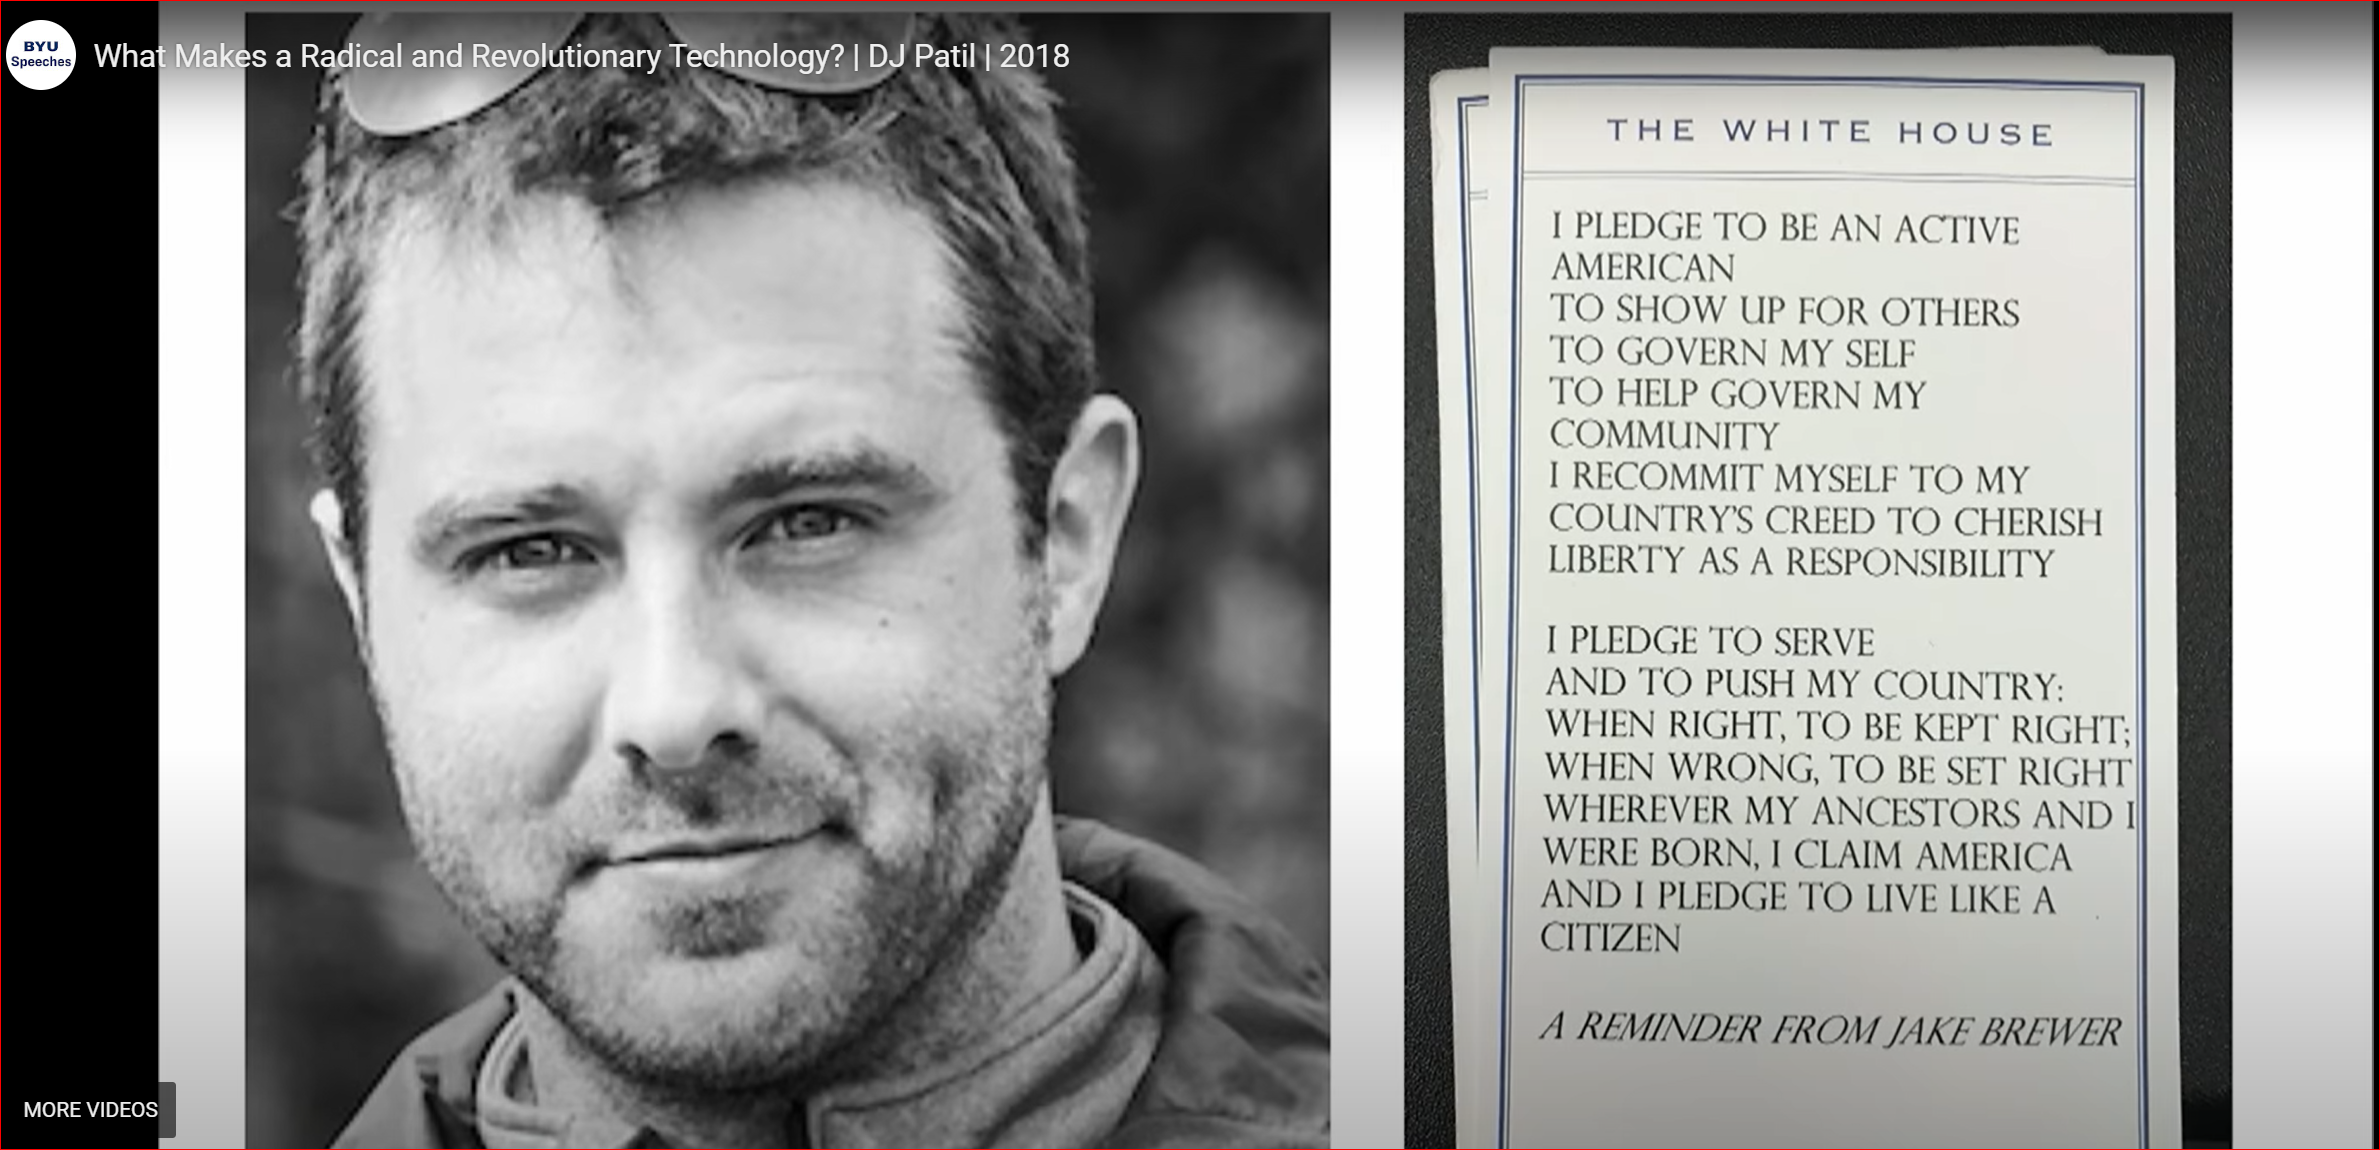 BYU
Speeches
What Makes a Radical and Revolutionary Technology? | DJ Patil | 2018
THE WHITE HOUSE
I PLEDGE TO BE AN ACTIVE
AMERICAN
TO SHOW UP FOR OTHERS
TO GOVERN MY SELF
TO HELP GOVERN MY
COMMUNITY
I RECOMMIT MYSELF TO MY
COUNTRY'S CREED TO CHERISH
LIBERTY AS A RESPONSIBILITY
I PLEDGE TO SERVE
AND TO PUSH MY COUNTRY:
WHEN RIGHT, TO BE KEPT RIGHT;
WHEN WRONG, TO BE SET RIGHT
WHEREVER MY ANCESTORS AND I
WERE BORN, I CLAIM AMERICA
AND I PLEDGE TO LIVE LIKE A
CITIZEN
A REMINDER FROM JAKE BREWER
MORE VIDEOS